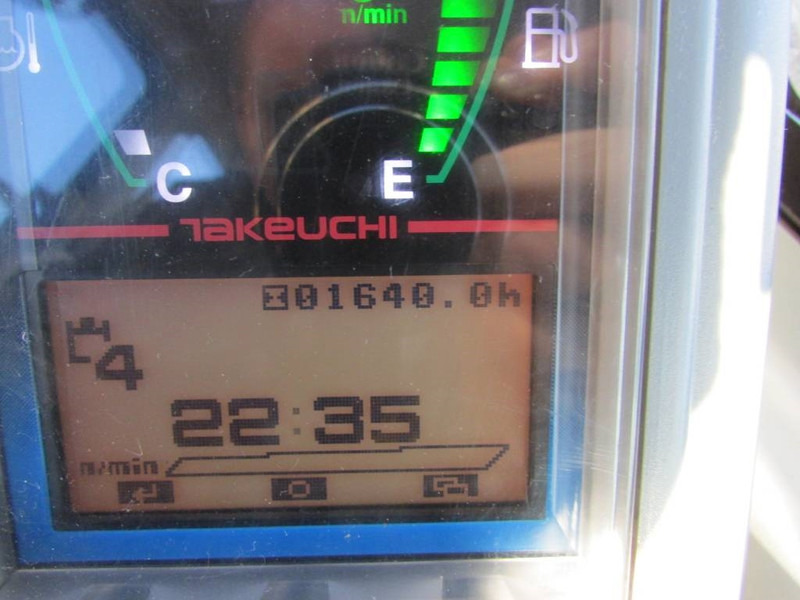 n/min
C E
TAKEUCHI
01640.0h
4
22:35
n/min